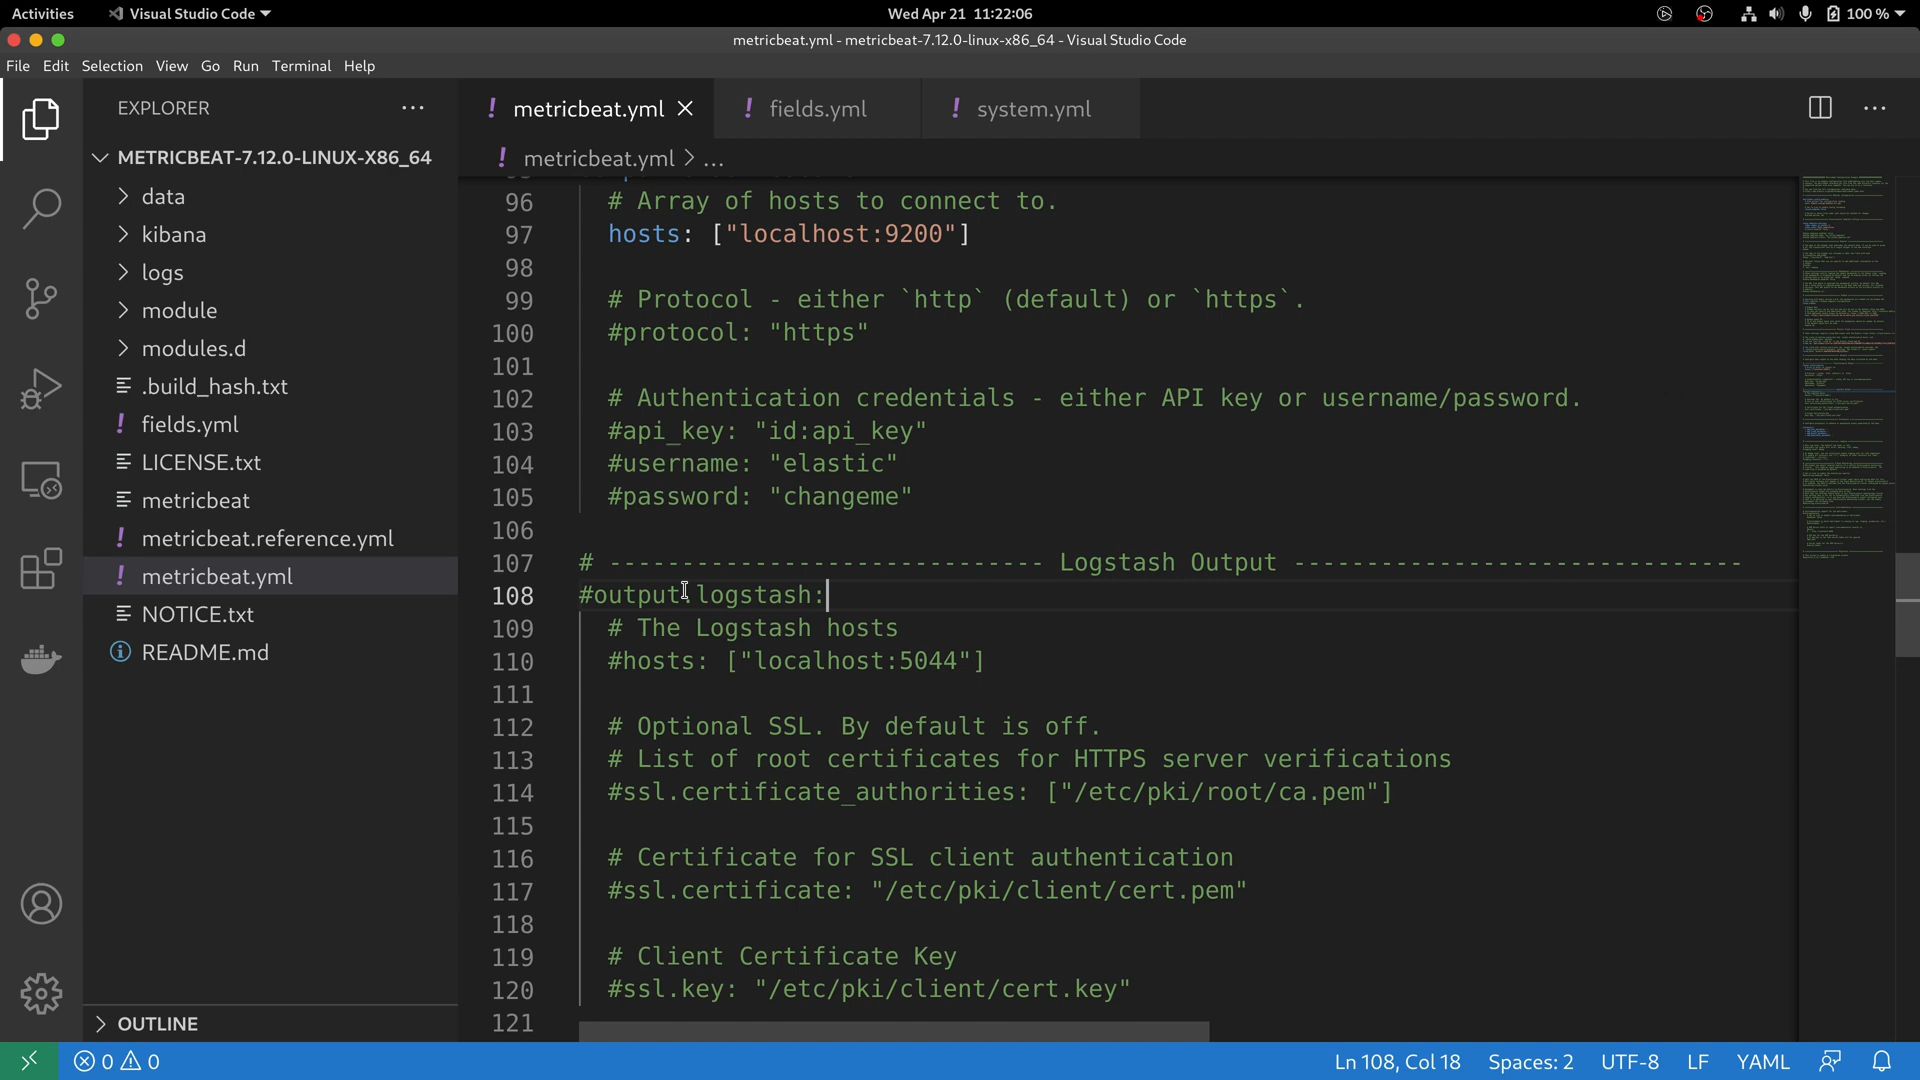 Activities
Visual Studio Code
Wed Apr 21 11:22:06
100 %
metricbeat.yml - metricbeat-7.12.0-linux-x86_64 - Visual Studio Code
File Edit Selection View Go Run Terminal Help
EXPLORER
METRICBEAT-7.12.0-LINUX-X86_64
data
kibana
logs
module
modules.d
.build_hash.txt
fields.yml
LICENSE.txt
metricbeat
metricbeat.reference.yml
metricbeat.yml
NOTICE.txt
README.md
OUTLINE
metricbeat.yml
fields.yml
system.yml
metricbeat.yml > ...
96 # Array of hosts to connect to.
97 hosts: ["localhost:9200"]
98
99 # Protocol - either `http` (default) or `https`.
100 #protocol: "https"
101
102 # Authentication credentials - either API key or username/password.
103 #api_key: "id:api_key"
104 #username: "elastic"
105 #password: "changeme"
106
107 # ------------------------------ Logstash Output -------------------------------
108 #output.logstash:
109 # The Logstash hosts
110 #hosts: ["localhost:5044"]
111
112 # Optional SSL. By default is off.
113 # List of root certificates for HTTPS server verifications
114 #ssl.certificate_authorities: ["/etc/pki/root/ca.pem"]
115
116 # Certificate for SSL client authentication
117 #ssl.certificate: "/etc/pki/client/cert.pem"
118
119 # Client Certificate Key
120 #ssl.key: "/etc/pki/client/cert.key"
121
0 0
Ln 108, Col 18
Spaces: 2
UTF-8
LF
YAML